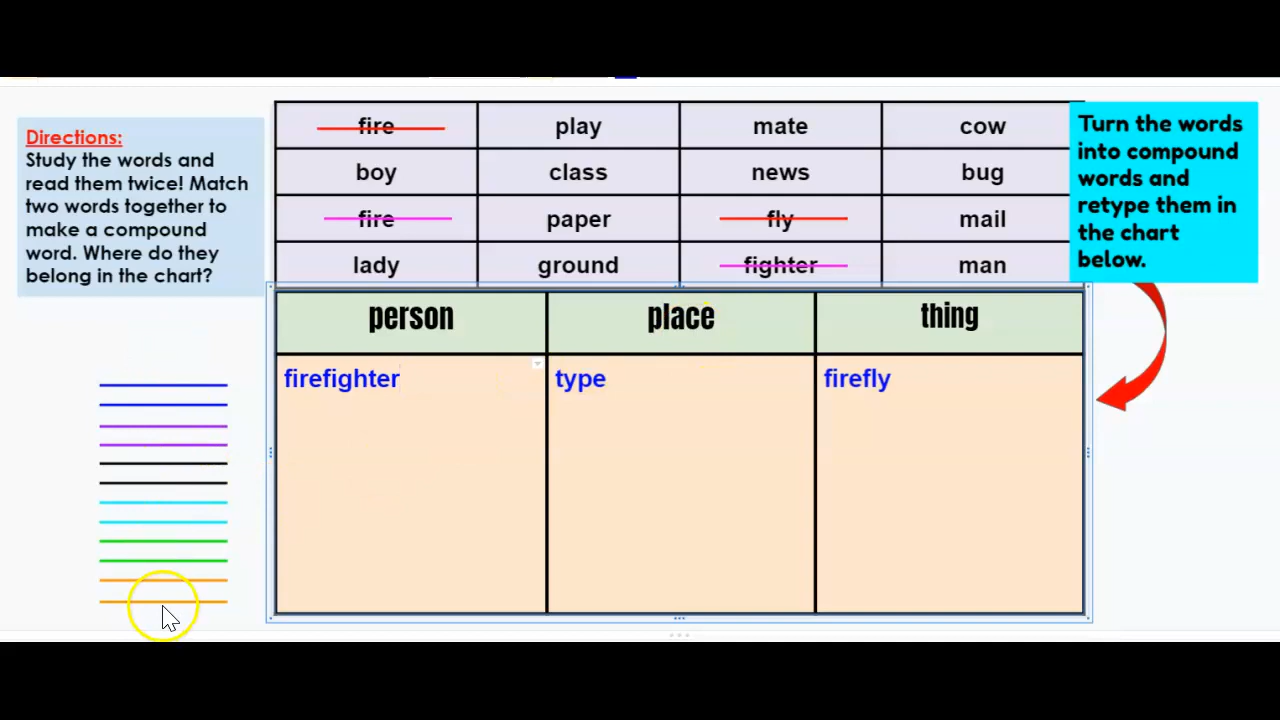 Directions:
Study the words and
read them twice! Match
two words together to
make a compound
word. Where do they
belong in the chart?
fire play mate cow
boy class news bug
fire paper fly mail
lady ground fighter man
Turn the words
into compound
words and
retype them in
the chart
below.
person place thing
firefighter type firefly